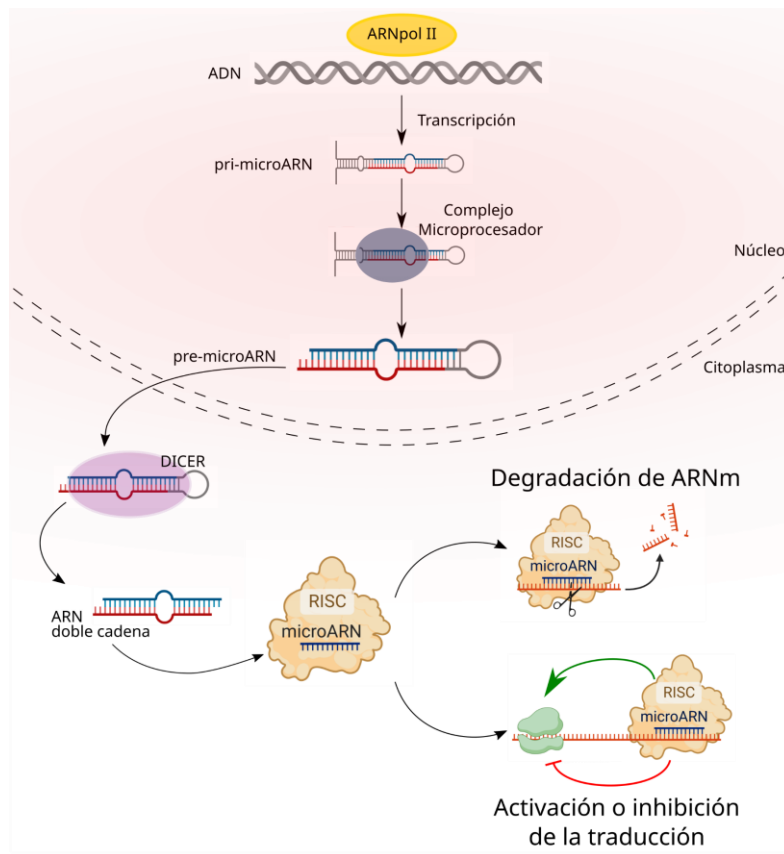 ARNpol II
ADN
Transcripción
pri-microARN
Complejo
Microprocesador
Núcleo
pre-microARN
Citoplasma
DICER
Degradación de ARNm
RISC
microARN
ARN
doble cadena
RISC
microARN
RISC
microARN
Activación o inhibición
de la traducción